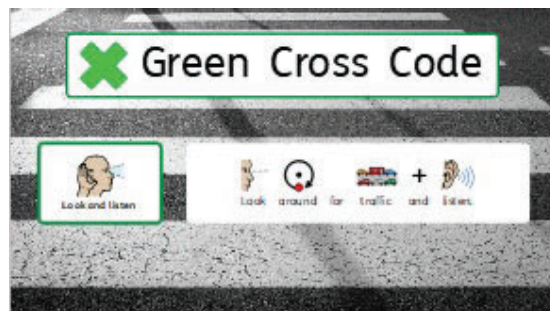 Green Cross Code
Look and listen
Look around for traffic and listen.